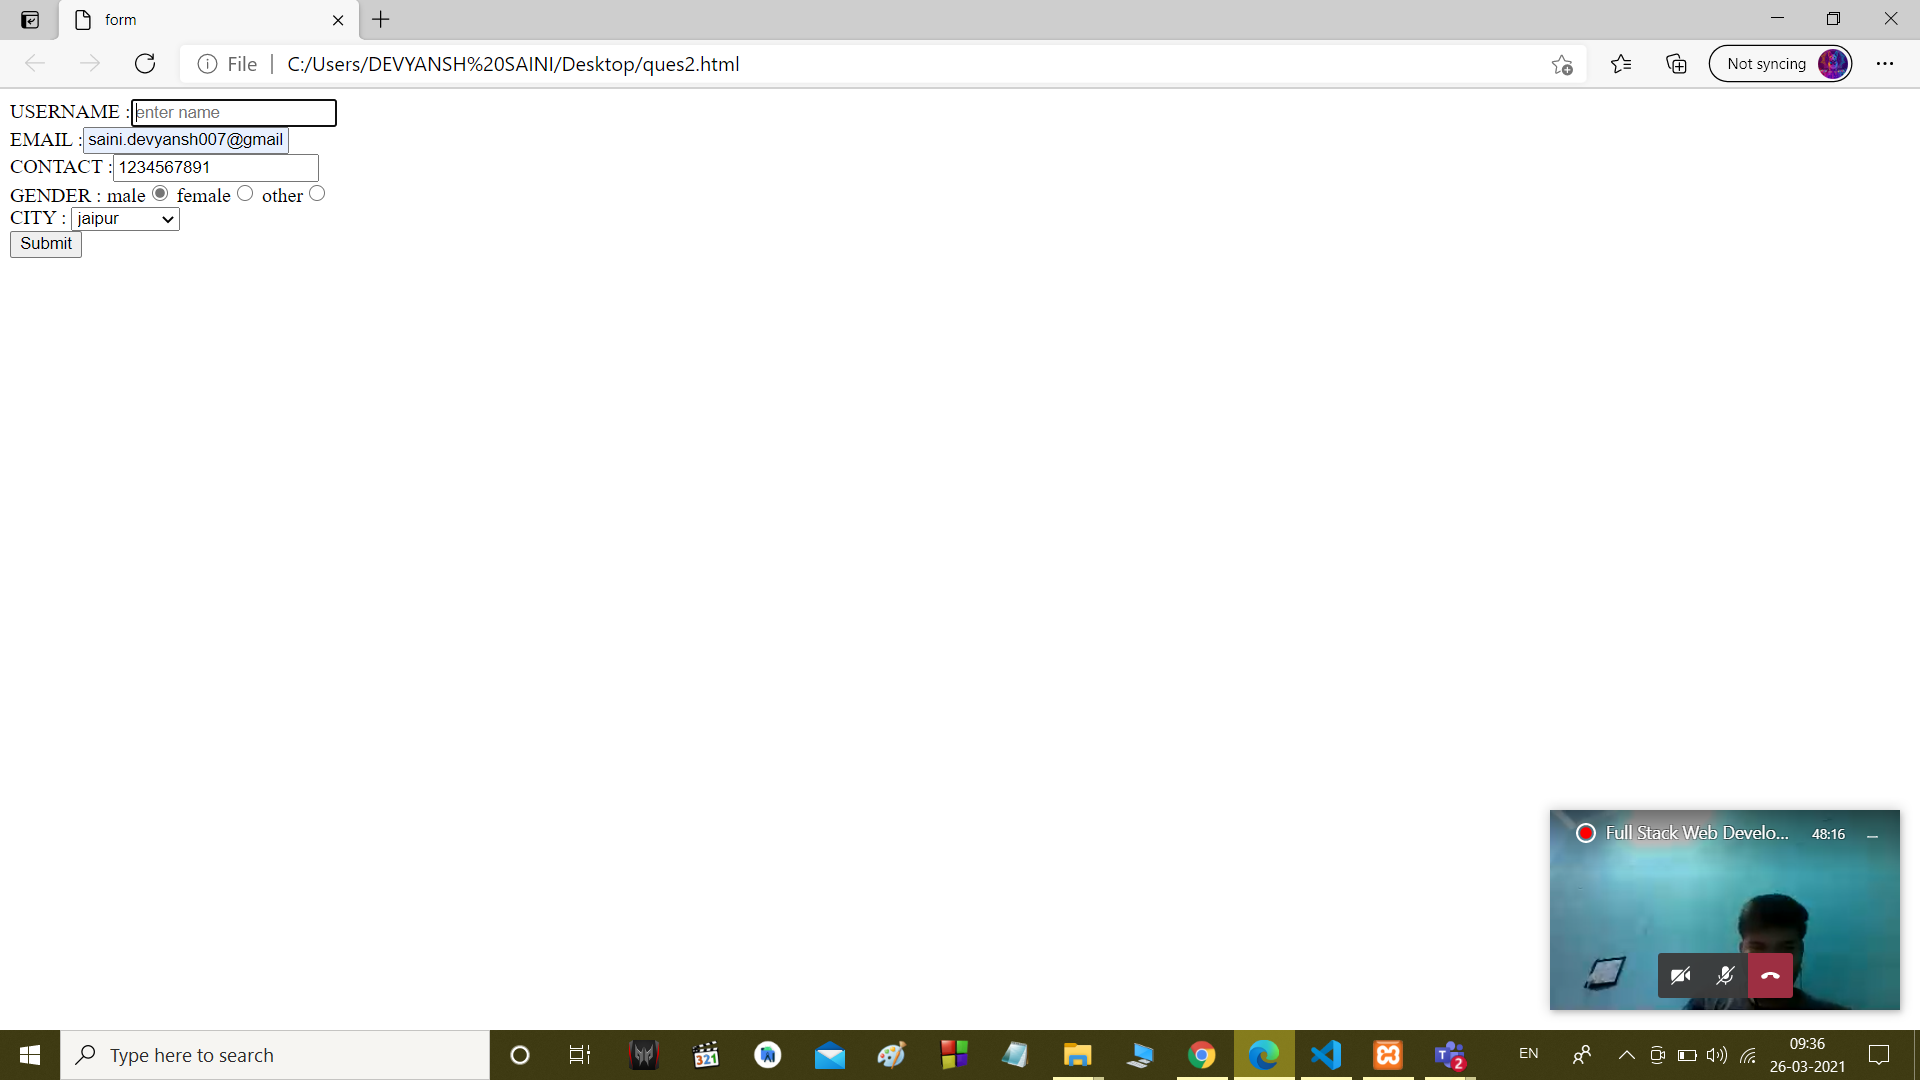 form
File
C:/Users/DEVYANSH%20SAINI/Desktop/ques2.html
Not syncing
USERNAME : enter name
EMAIL : saini.devyansh007@gmail
CONTACT : 1234567891
GENDER : male female other
CITY : jaipur
Submit
Full Stack Web Develo... 48:16
321
Type here to search
2
EN
09:36
26-03-2021